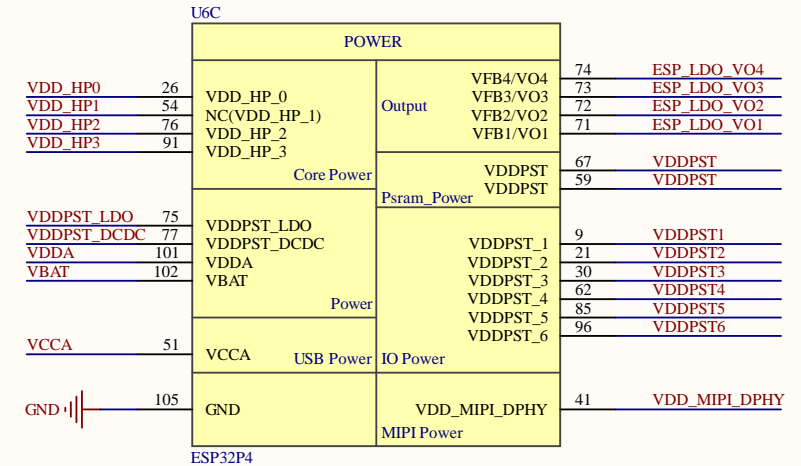 U6C
POWER
VDD_HP0 26 VDD_HP_0
VDD_HP1 54 NC(VDD_HP_1)
VDD_HP2 76 VDD_HP_2
VDD_HP3 91 VDD_HP_3
Core Power
VDDPST_LDO 75 VDDPST_LDO
VDDPST_DCDC 77 VDDPST_DCDC
VDDA 101 VDDA
VBAT 102 VBAT
Power
VCCA 51 VCCA
USB Power
GND 105 GND
Output
VFB4/VO4 74 ESP_LDO_VO4
VFB3/VO3 73 ESP_LDO_VO3
VFB2/VO2 72 ESP_LDO_VO2
VFB1/VO1 71 ESP_LDO_VO1
VDDPST 67 VDDPST
VDDPST 59 VDDPST
Psram_Power
VDDPST_1 9 VDDPST1
VDDPST_2 21 VDDPST2
VDDPST_3 30 VDDPST3
VDDPST_4 62 VDDPST4
VDDPST_5 85 VDDPST5
VDDPST_6 96 VDDPST6
IO Power
VDD_MIPI_DPHY 41 VDD_MIPI_DPHY
MIPI Power
ESP32P4